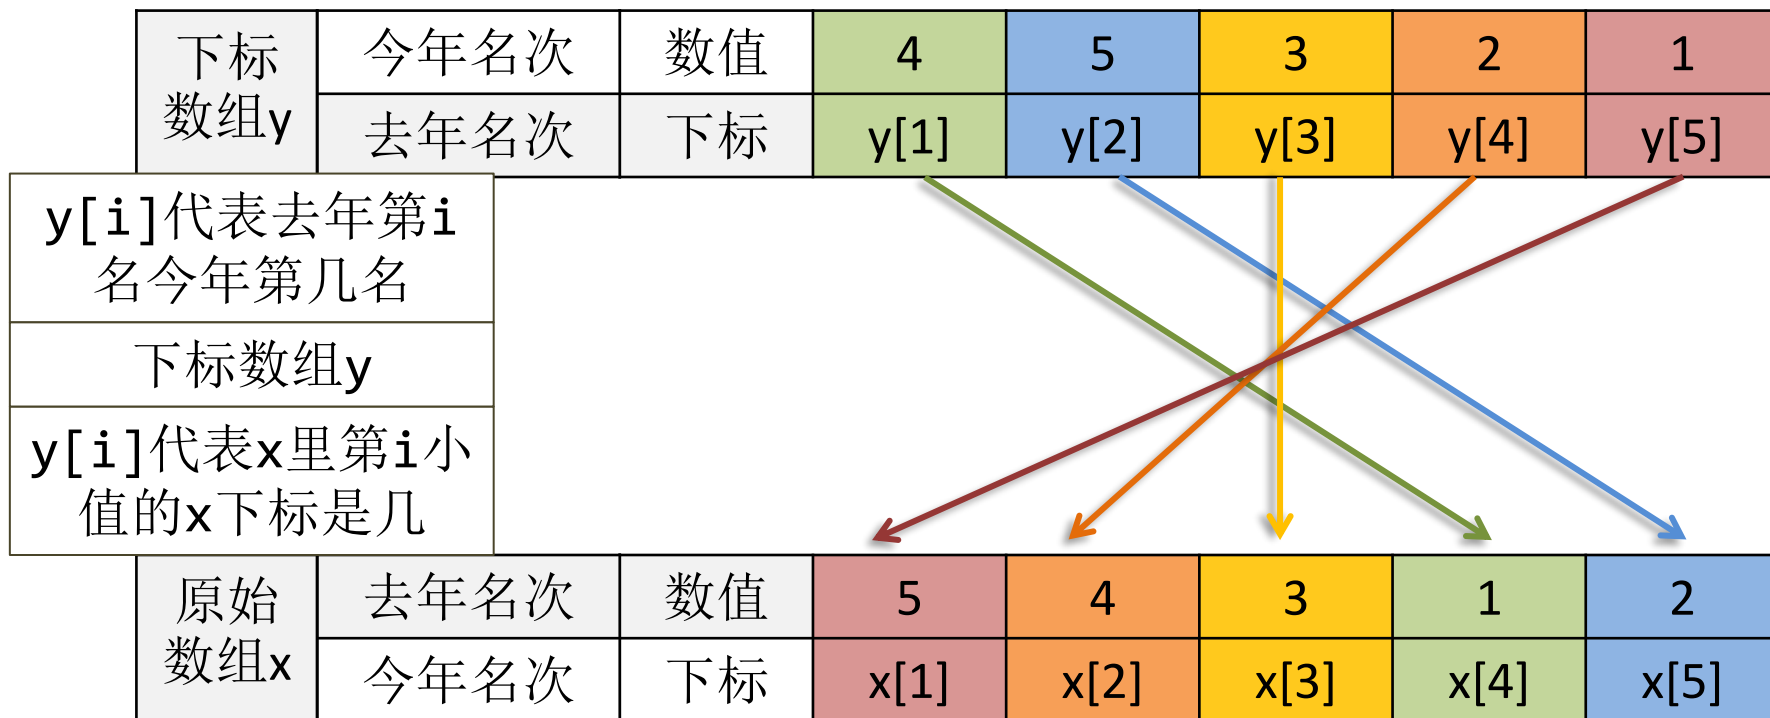 下标
数组y
今年名次 数值 4 5 3 2 1
去年名次 下标 y[1] y[2] y[3] y[4] y[5]
y[i]代表去年第i
名今年第几名
下标数组y
y[i]代表x里第i小
值的x下标是几
原始
数组x
去年名次 数值 5 4 3 1 2
今年名次 下标 x[1] x[2] x[3] x[4] x[5]